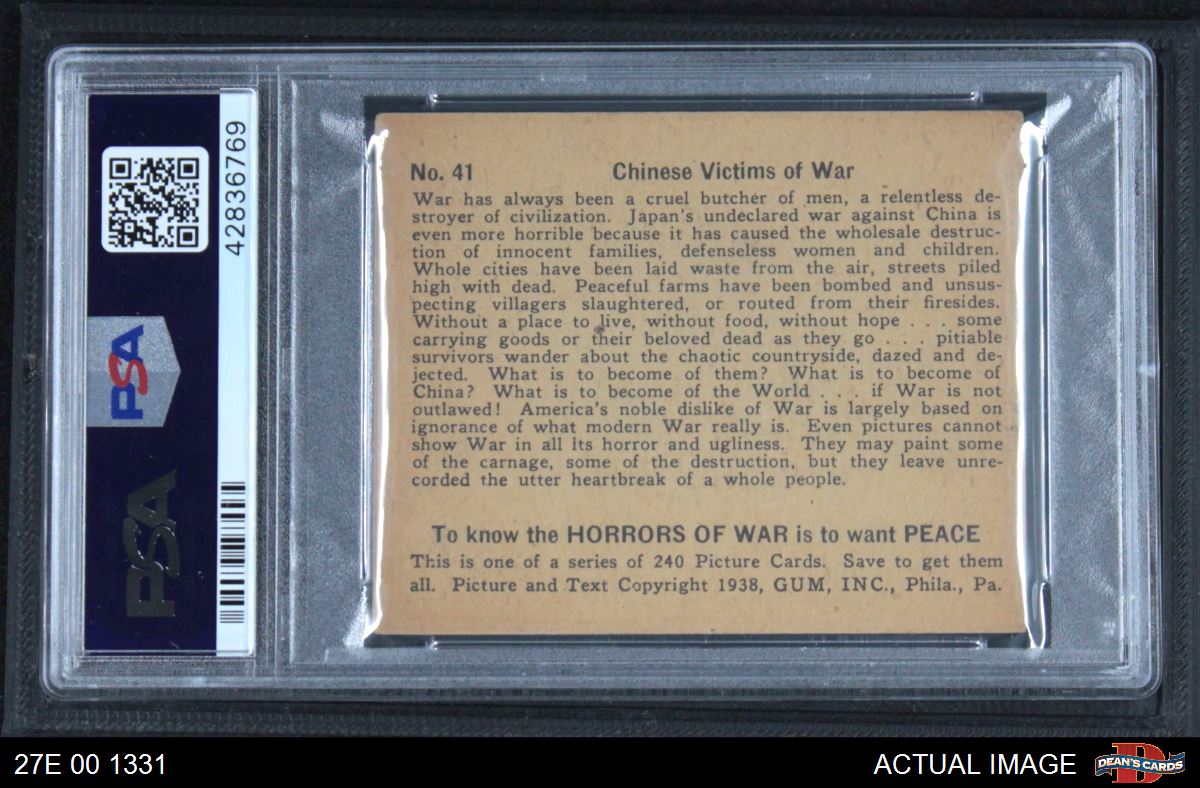 42836769
PSA
PSA
No. 41 Chinese Victims of War
War has always been a cruel butcher of men, a relentless de-
stroyer of civilization. Japan's undeclared war against China is
even more horrible because it has caused the wholesale destruc-
tion of innocent families, defenseless women and children.
Whole cities have been laid waste from the air, streets piled
high with dead. Peaceful farms have been bombed and unsus-
pecting villagers slaughtered, or routed from their firesides.
Without a place to live, without food, without hope . . . some
carrying goods or their beloved dead as they go . . . pitiable
survivors wander about the chaotic countryside, dazed and de-
jected. What is to become of them? What is to become of
China? What is to become of the World . . . if War is not
outlawed! America's noble dislike of War is largely based on
ignorance of what modern War really is. Even pictures cannot
show War in all its horror and ugliness. They may paint some
of the carnage, some of the destruction, but they leave unre-
corded the utter heartbreak of a whole people.
To know the HORRORS OF WAR is to want PEACE
This is one of a series of 240 Picture Cards. Save to get them
all. Picture and Text Copyright 1938, GUM, INC., Phila., Pa.
27E 00 1331 ACTUAL IMAGE
D
DEAN'S CARDS